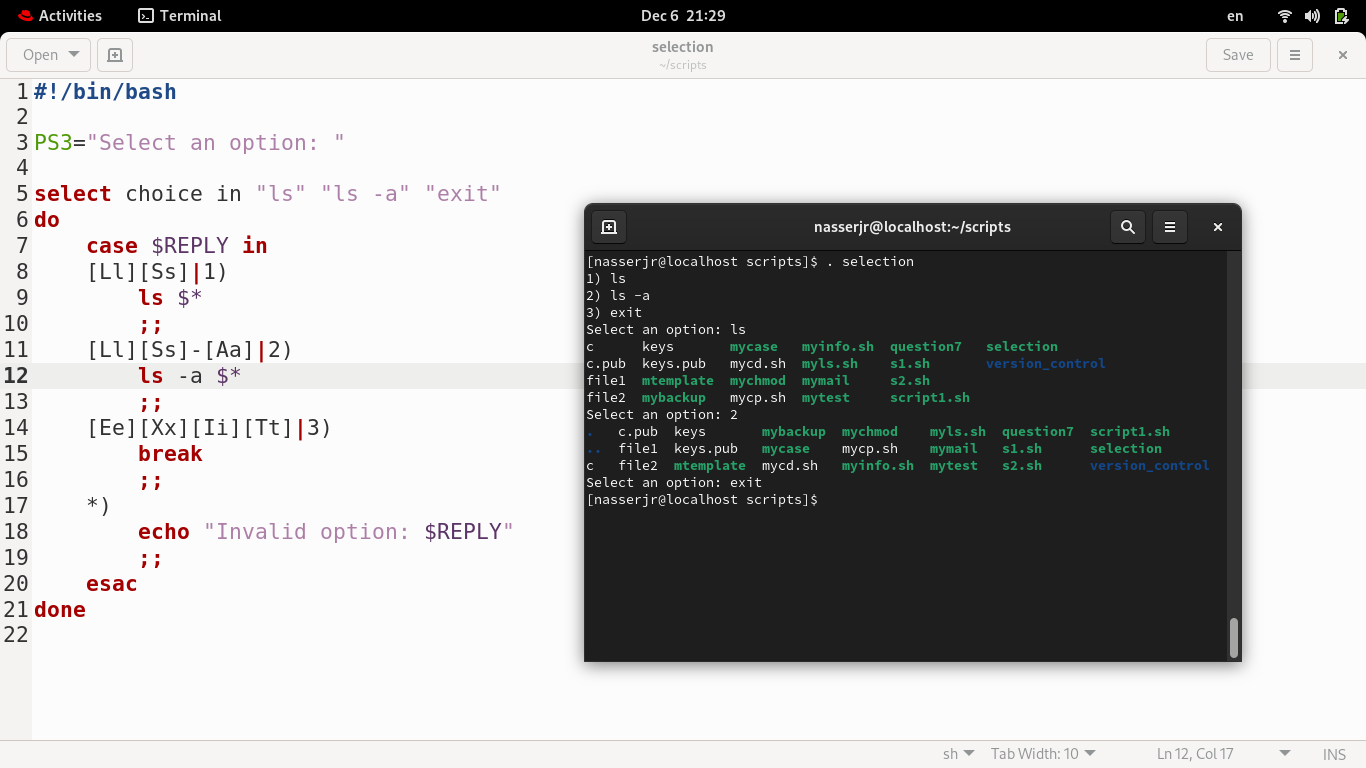 Activities Terminal Dec 6 21:29 en
Open selection Save
~/scripts
1 #!/bin/bash
2
3 PS3="Select an option: "
4
5 select choice in "ls" "ls -a" "exit"
6 do
7     case $REPLY in
8     [Ll][Ss]|1)
9         ls $*
10         ;;
11     [Ll][Ss]-[Aa]|2)
12         ls -a $*
13         ;;
14     [Ee][Xx][Ii][Tt]|3)
15         break
16         ;;
17     *)
18         echo "Invalid option: $REPLY"
19         ;;
20     esac
21 done
22
nasserjr@localhost:~/scripts
[nasserjr@localhost scripts]$ . selection
1) ls
2) ls -a
3) exit
Select an option: ls
c      keys       mycase   myinfo.sh  question7   selection
c.pub  keys.pub   mycd.sh  myls.sh    s1.sh       version_control
file1  mtemplate  mychmod  mymail     s2.sh
file2  mybackup   mycp.sh  mytest     script1.sh
Select an option: 2
.   c.pub  keys       mybackup  mychmod    myls.sh  question7  script1.sh
..  file1  keys.pub   mycase    mycp.sh    mymail   s1.sh      selection
c   file2  mtemplate  mycd.sh   myinfo.sh  mytest   s2.sh      version_control
Select an option: exit
[nasserjr@localhost scripts]$
sh Tab Width: 10 Ln 12, Col 17 INS